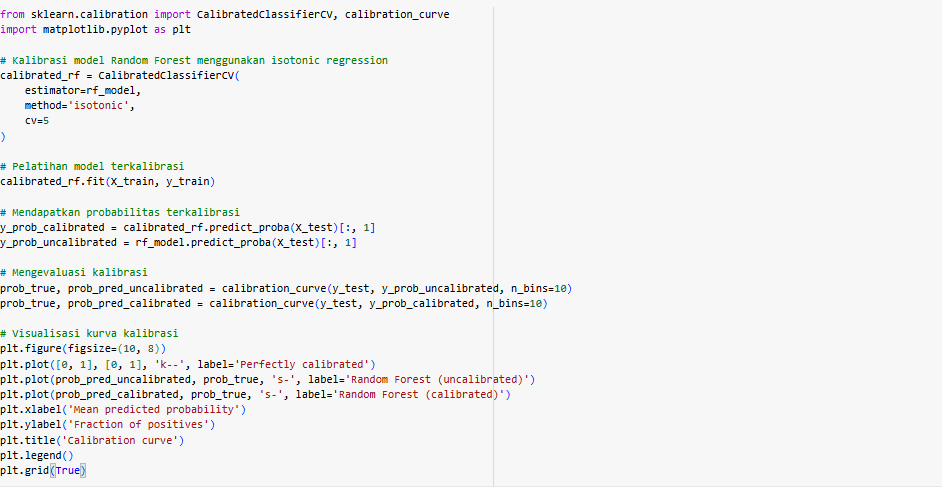 from sklearn.calibration import CalibratedClassifierCV, calibration_curve
import matplotlib.pyplot as plt
# Kalibrasi model Random Forest menggunakan isotonic regression
calibrated_rf = CalibratedClassifierCV(
    estimator=rf_model,
    method='isotonic',
    cv=5
)
# Pelatihan model terkalibrasi
calibrated_rf.fit(X_train, y_train)
# Mendapatkan probabilitas terkalibrasi
y_prob_calibrated = calibrated_rf.predict_proba(X_test)[:, 1]
y_prob_uncalibrated = rf_model.predict_proba(X_test)[:, 1]
# Mengevaluasi kalibrasi
prob_true, prob_pred_uncalibrated = calibration_curve(y_test, y_prob_uncalibrated, n_bins=10)
prob_true, prob_pred_calibrated = calibration_curve(y_test, y_prob_calibrated, n_bins=10)
# Visualisasi kurva kalibrasi
plt.figure(figsize=(10, 8))
plt.plot([0, 1], [0, 1], 'k--', label='Perfectly calibrated')
plt.plot(prob_pred_uncalibrated, prob_true, 's-', label='Random Forest (uncalibrated)')
plt.plot(prob_pred_calibrated, prob_true, 's-', label='Random Forest (calibrated)')
plt.xlabel('Mean predicted probability')
plt.ylabel('Fraction of positives')
plt.title('Calibration curve')
plt.legend()
plt.grid(True)